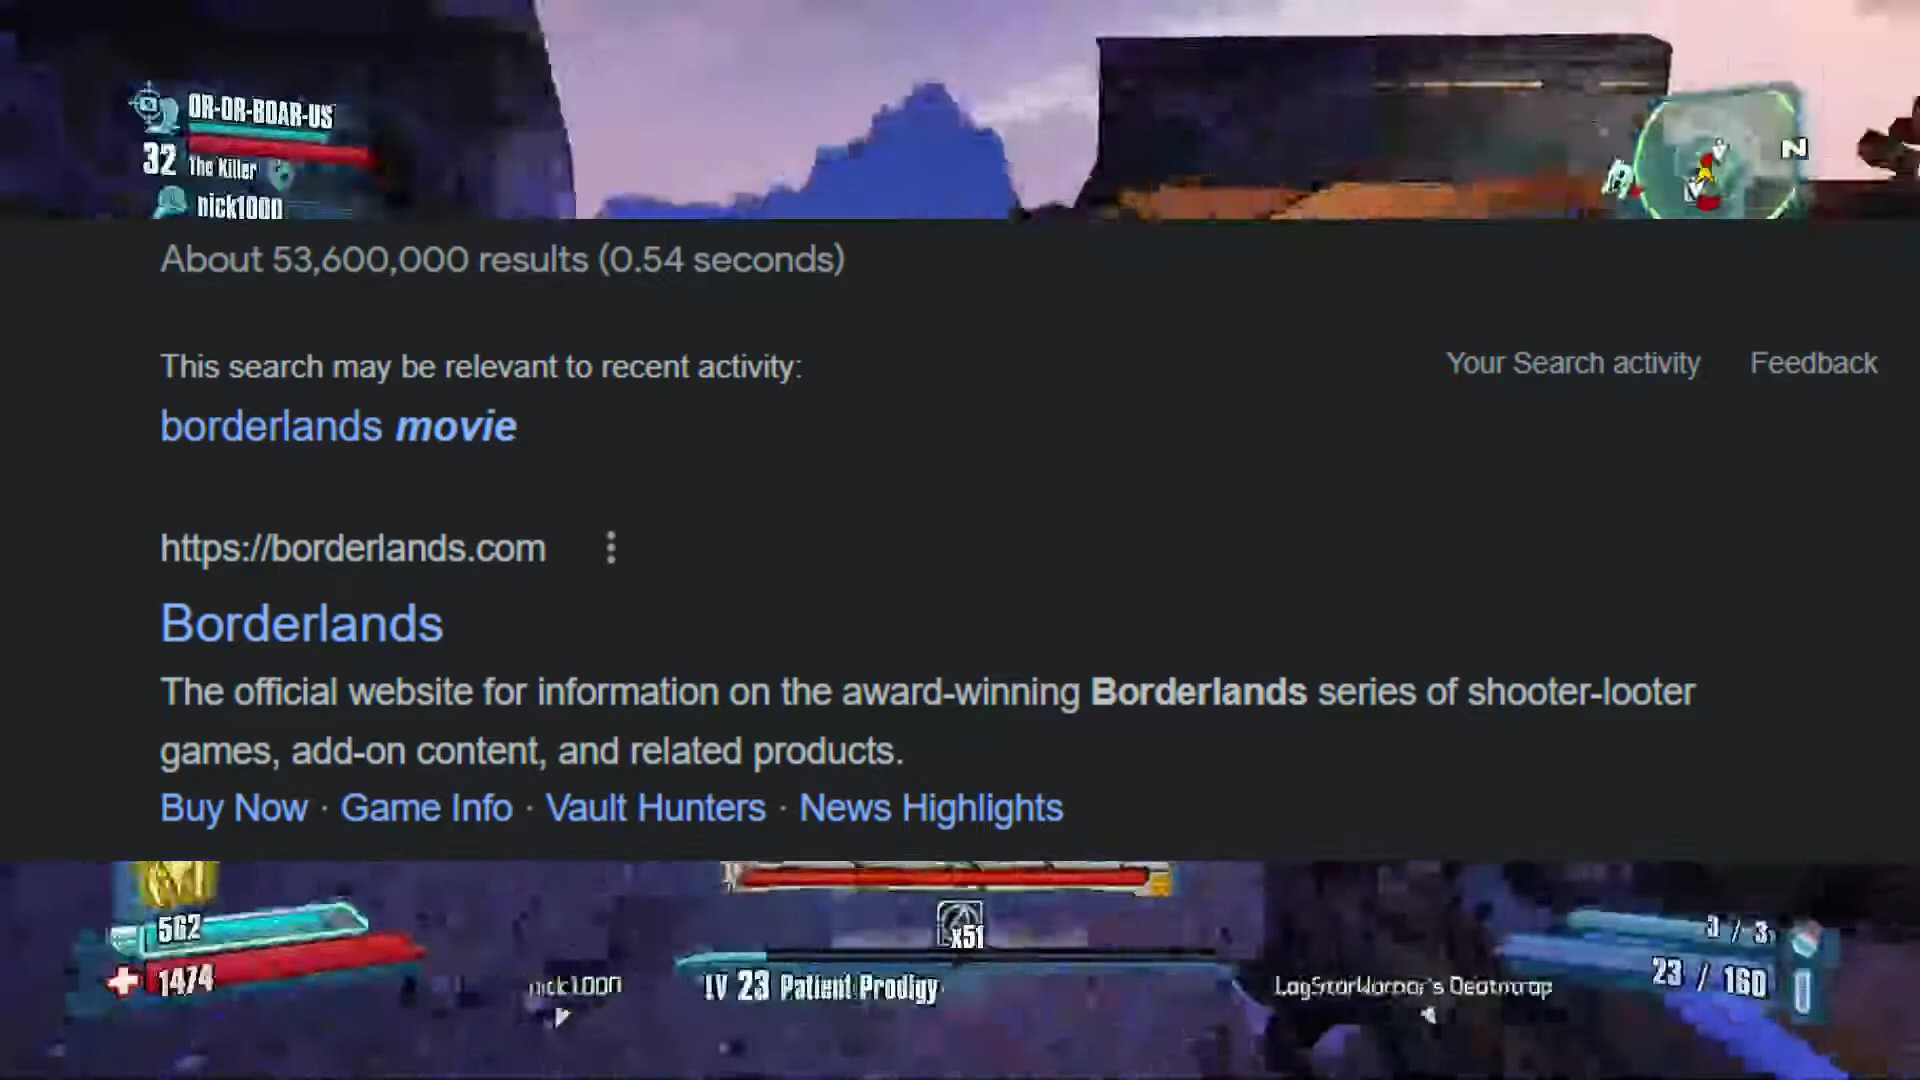 OR-OR-BOAR-US
32 The Killer
nick1000
N
About 53,600,000 results (0.54 seconds)
This search may be relevant to recent activity:
Your Search activity Feedback
borderlands movie
https://borderlands.com
Borderlands
The official website for information on the award-winning Borderlands series of shooter-looter
games, add-on content, and related products.
Buy Now · Game Info · Vault Hunters · News Highlights
562
x51
3 / 3
1474
nick1000
LV 23 Patient Prodigy
Deathtrap
23 / 160